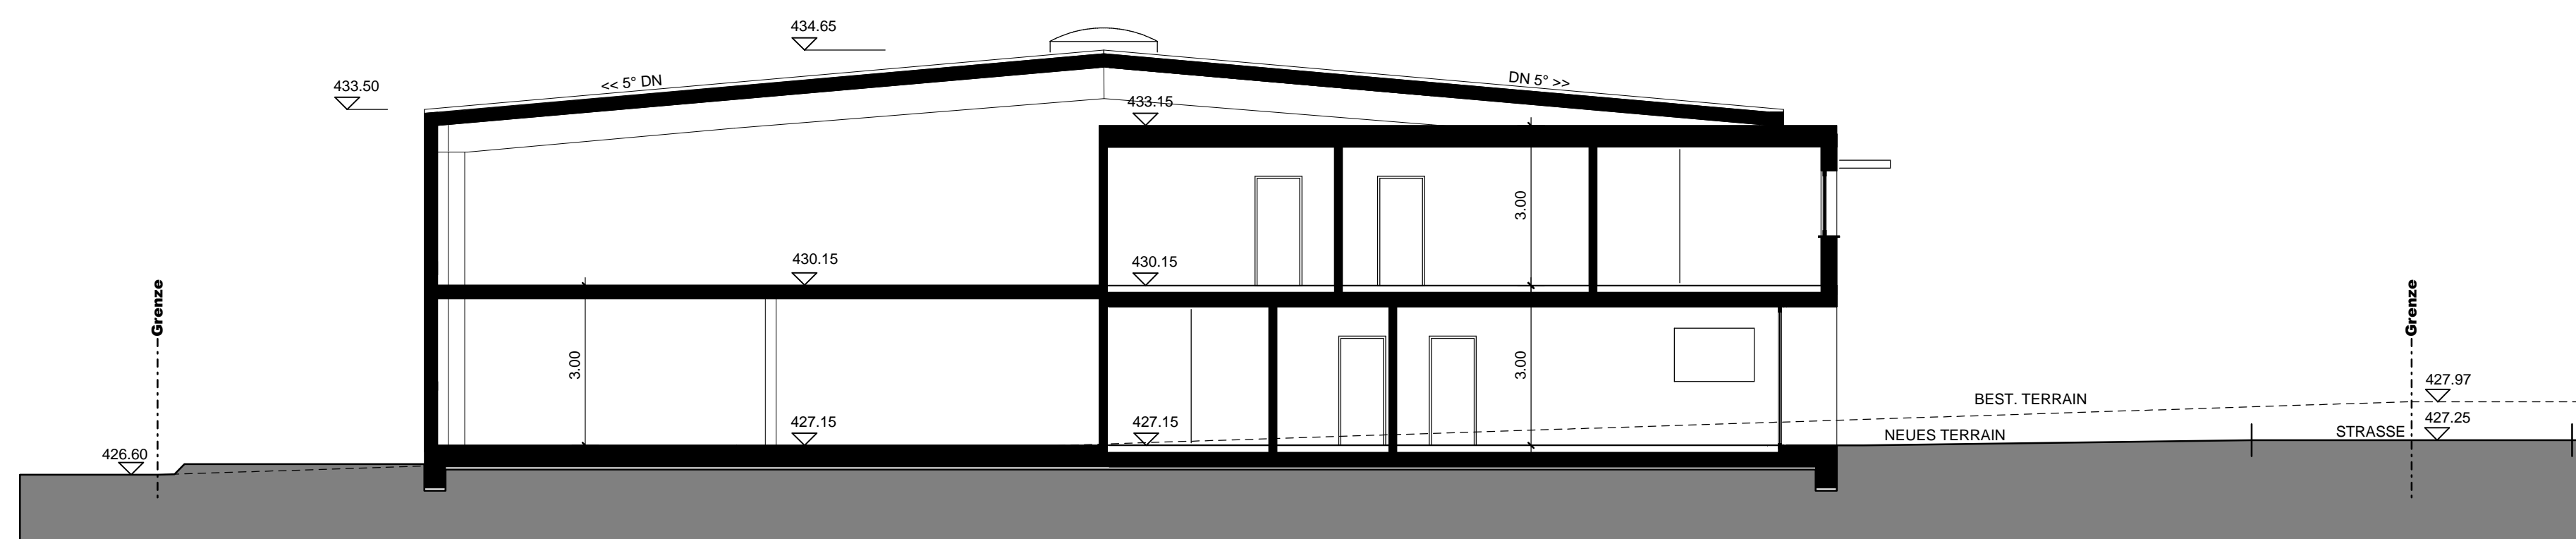 434.65
433.50
<< 5° DN
DN 5° >>
433.15
3.00
430.15
430.15
Grenze
Grenze
3.00
3.00
427.97
BEST. TERRAIN
427.15
427.15
427.25
STRASSE
NEUES TERRAIN
426.60